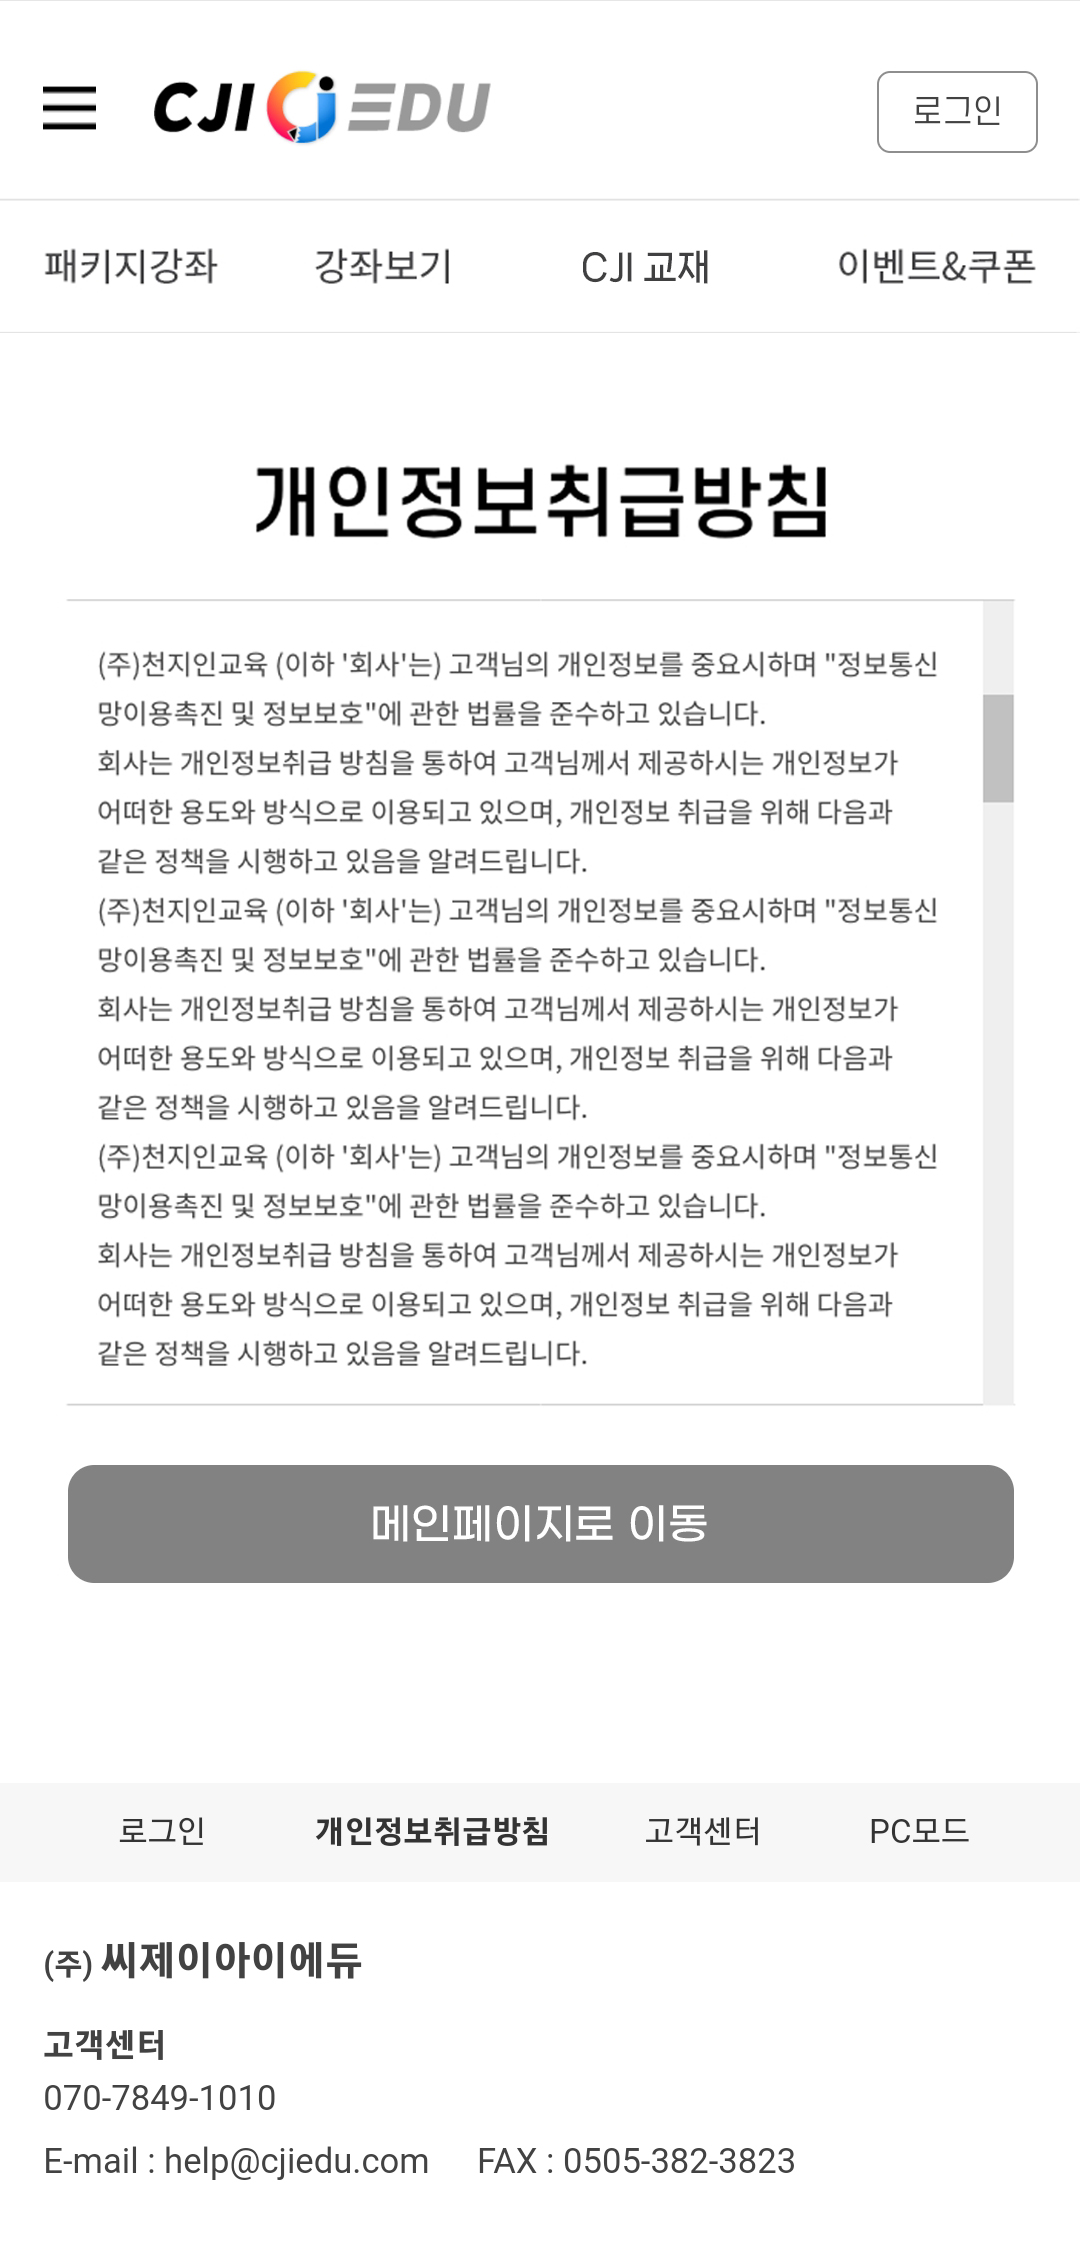 CJI EDU
로그인
패키지강좌 강좌보기 CJI 교재 이벤트&쿠폰
개인정보취급방침
(주)천지인교육 (이하 '회사'는) 고객님의 개인정보를 중요시하며 "정보통신
망이용촉진 및 정보보호"에 관한 법률을 준수하고 있습니다.
회사는 개인정보취급 방침을 통하여 고객님께서 제공하시는 개인정보가
어떠한 용도와 방식으로 이용되고 있으며, 개인정보 취급을 위해 다음과
같은 정책을 시행하고 있음을 알려드립니다.
(주)천지인교육 (이하 '회사'는) 고객님의 개인정보를 중요시하며 "정보통신
망이용촉진 및 정보보호"에 관한 법률을 준수하고 있습니다.
회사는 개인정보취급 방침을 통하여 고객님께서 제공하시는 개인정보가
어떠한 용도와 방식으로 이용되고 있으며, 개인정보 취급을 위해 다음과
같은 정책을 시행하고 있음을 알려드립니다.
(주)천지인교육 (이하 '회사'는) 고객님의 개인정보를 중요시하며 "정보통신
망이용촉진 및 정보보호"에 관한 법률을 준수하고 있습니다.
회사는 개인정보취급 방침을 통하여 고객님께서 제공하시는 개인정보가
어떠한 용도와 방식으로 이용되고 있으며, 개인정보 취급을 위해 다음과
같은 정책을 시행하고 있음을 알려드립니다.
메인페이지로 이동
로그인 개인정보취급방침 고객센터 PC모드
(주) 씨제이아이에듀
고객센터
070-7849-1010
E-mail : help@cjiedu.com FAX : 0505-382-3823